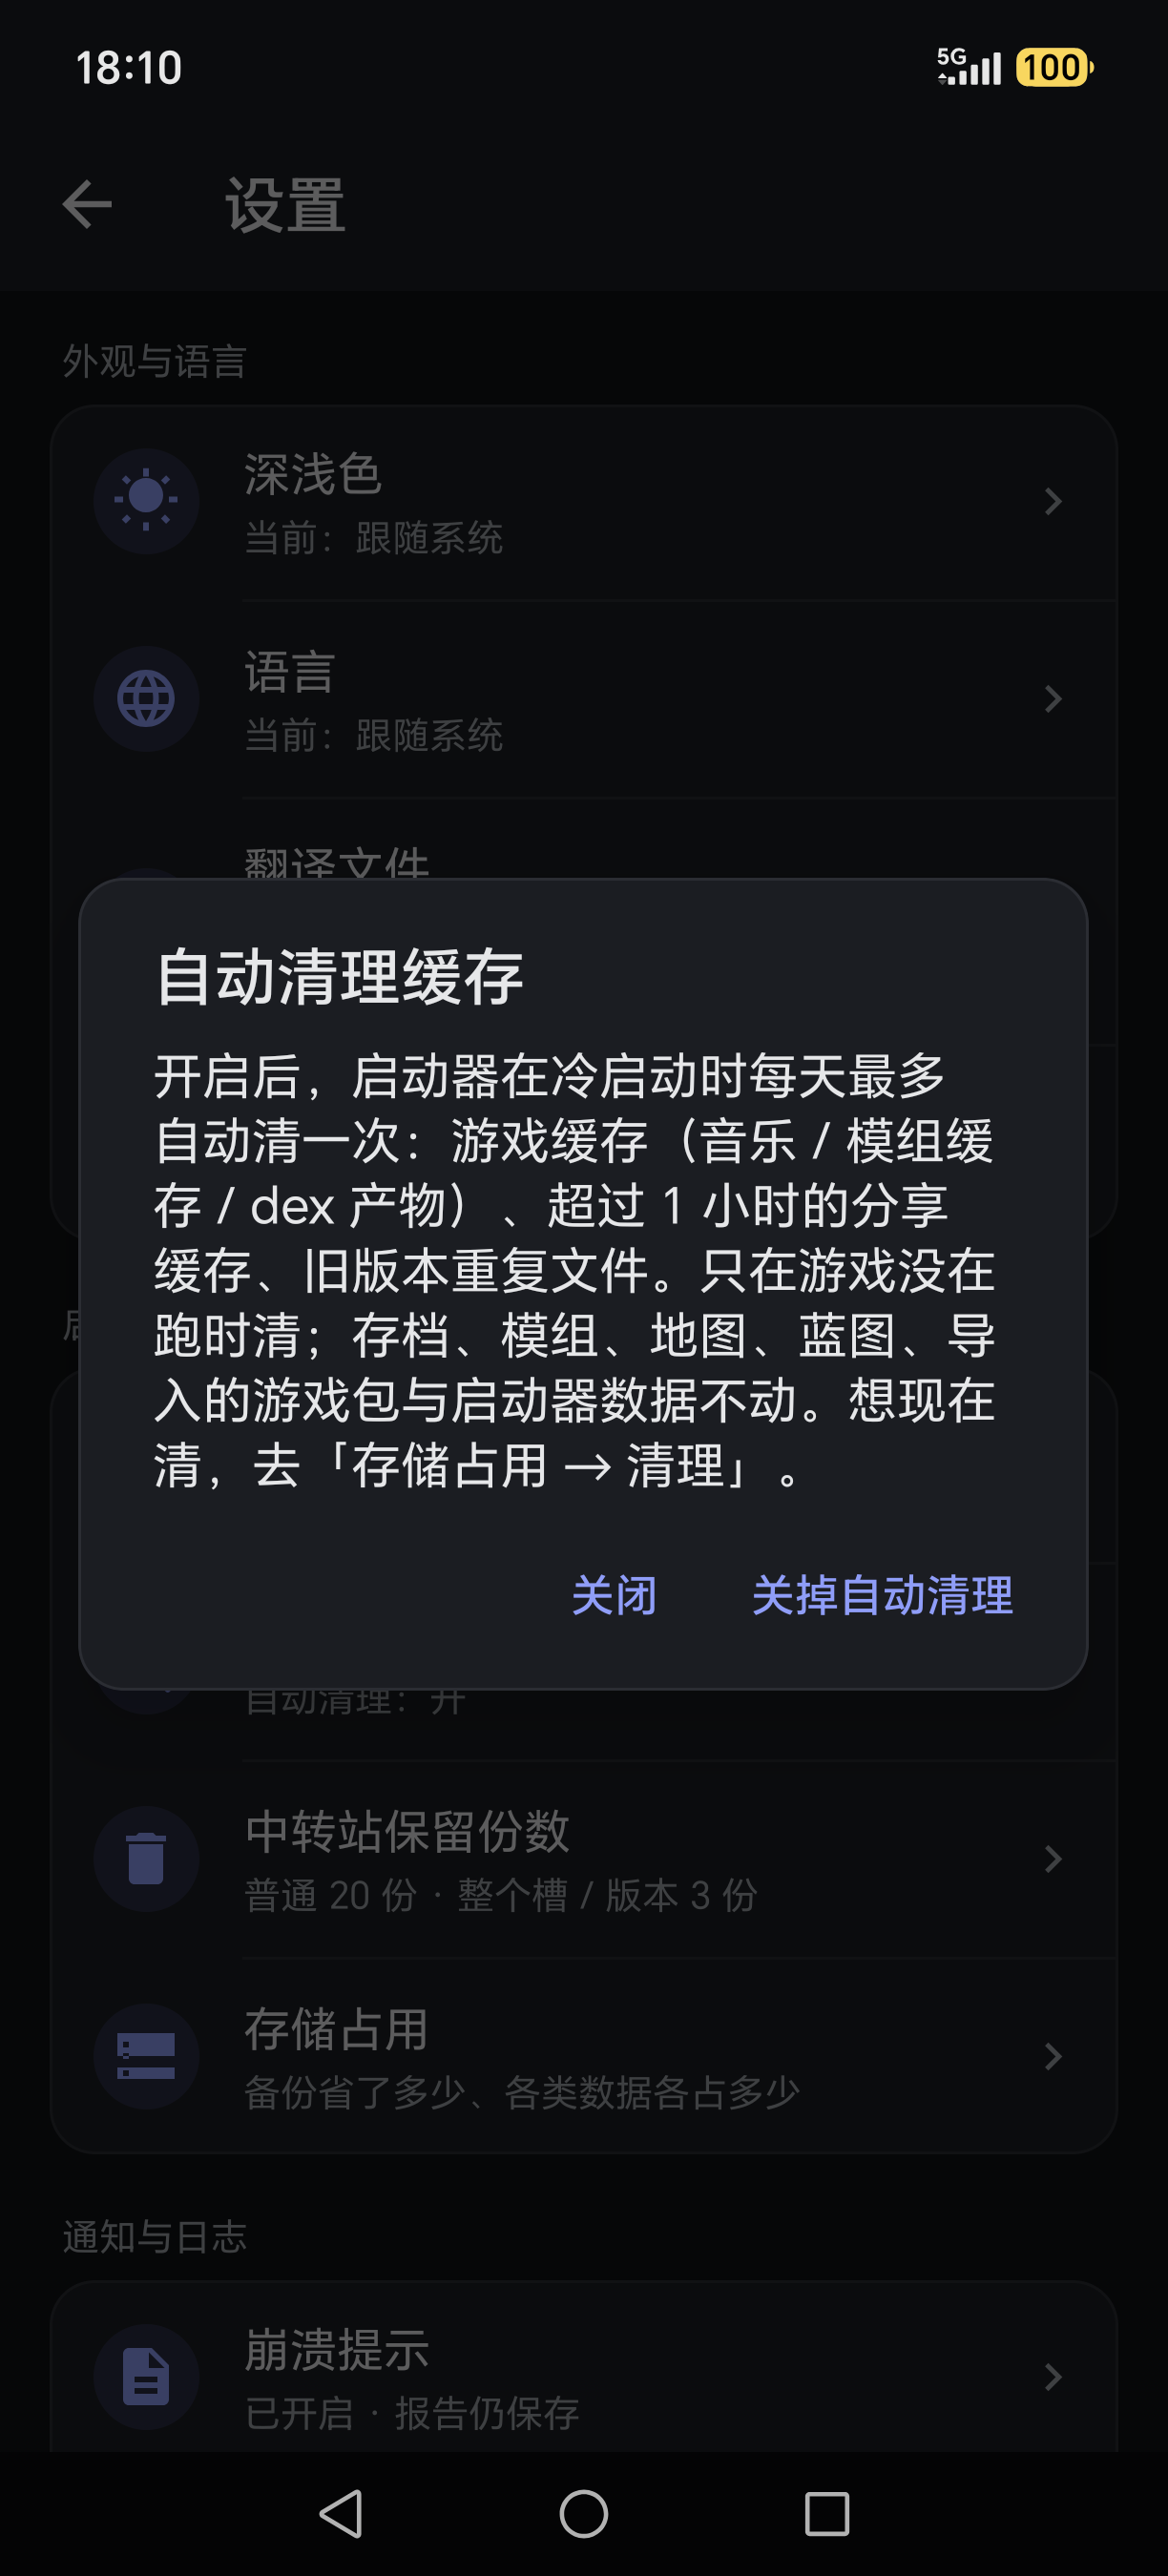 18:10
5G
100
设置
外观与语言
深浅色
当前：跟随系统
语言
当前：跟随系统
翻译文件
自动清理缓存
开启后，启动器在冷启动时每天最多
自动清一次：游戏缓存（音乐 / 模组缓
存 / dex 产物）、超过 1 小时的分享
缓存、旧版本重复文件。只在游戏没在
跑时清；存档、模组、地图、蓝图、导
入的游戏包与启动器数据不动。想现在
清，去「存储占用 → 清理」。
关闭
关掉自动清理
自动清理：开
中转站保留份数
普通 20 份 · 整个槽 / 版本 3 份
存储占用
备份省了多少、各类数据各占多少
通知与日志
崩溃提示
已开启 · 报告仍保存